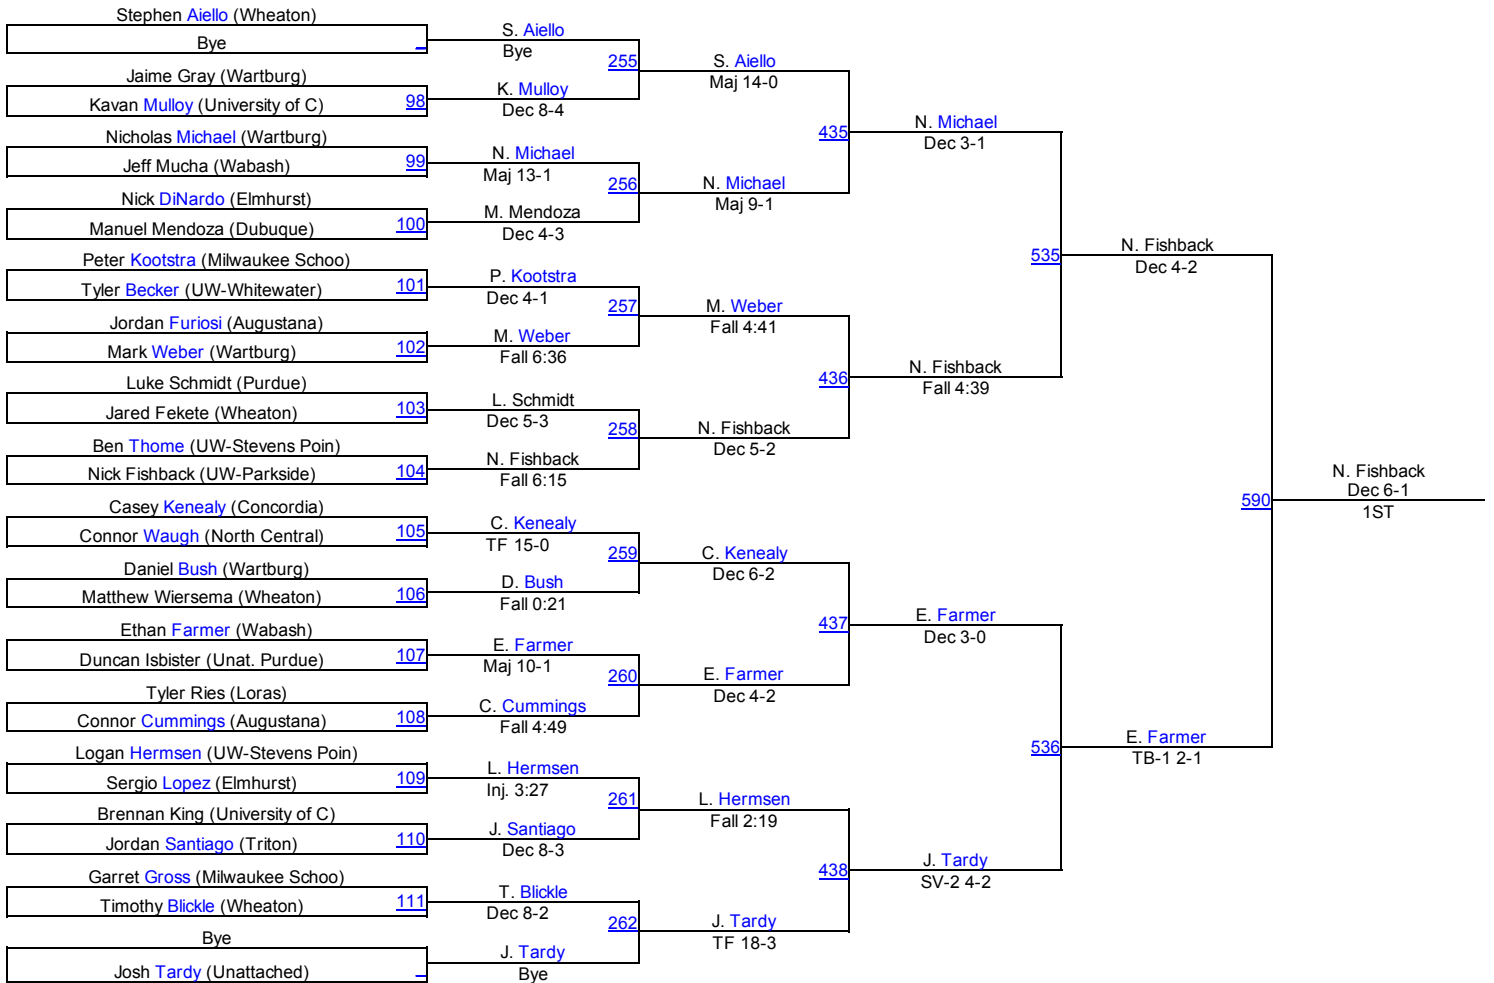 Stephen Aiello (Wheaton)
Bye
Jaime Gray (Wartburg)
Kavan Mulloy (University of C) 98
Nicholas Michael (Wartburg)
Jeff Mucha (Wabash) 99
Nick DiNardo (Elmhurst)
Manuel Mendoza (Dubuque) 100
Peter Kootstra (Milwaukee Schoo)
Tyler Becker (UW-Whitewater) 101
Jordan Furiosi (Augustana)
Mark Weber (Wartburg) 102
Luke Schmidt (Purdue)
Jared Fekete (Wheaton) 103
Ben Thome (UW-Stevens Poin)
Nick Fishback (UW-Parkside) 104
Casey Kenealy (Concordia)
Connor Waugh (North Central) 105
Daniel Bush (Wartburg)
Matthew Wiersema (Wheaton) 106
Ethan Farmer (Wabash)
Duncan Isbister (Unat. Purdue) 107
Tyler Ries (Loras)
Connor Cummings (Augustana) 108
Logan Hermsen (UW-Stevens Poin)
Sergio Lopez (Elmhurst) 109
Brennan King (University of C)
Jordan Santiago (Triton) 110
Garret Gross (Milwaukee Schoo)
Timothy Blickle (Wheaton) 111
Bye
Josh Tardy (Unattached)
S. Aiello
Bye
255
K. Mulloy
Dec 8-4
N. Michael
Maj 13-1
256
M. Mendoza
Dec 4-3
P. Kootstra
Dec 4-1
257
M. Weber
Fall 6:36
L. Schmidt
Dec 5-3
258
N. Fishback
Fall 6:15
C. Kenealy
TF 15-0
259
D. Bush
Fall 0:21
E. Farmer
Maj 10-1
260
C. Cummings
Fall 4:49
L. Hermsen
Inj. 3:27
261
J. Santiago
Dec 8-3
T. Blickle
Dec 8-2
262
J. Tardy
Bye
S. Aiello
Maj 14-0
435
N. Michael
Maj 9-1
M. Weber
Fall 4:41
436
N. Fishback
Dec 5-2
C. Kenealy
Dec 6-2
437
E. Farmer
Dec 4-2
L. Hermsen
Fall 2:19
438
J. Tardy
TF 18-3
N. Michael
Dec 3-1
535
N. Fishback
Fall 4:39
E. Farmer
Dec 3-0
536
J. Tardy
SV-2 4-2
N. Fishback
Dec 4-2
590
E. Farmer
TB-1 2-1
N. Fishback
Dec 6-1
1ST